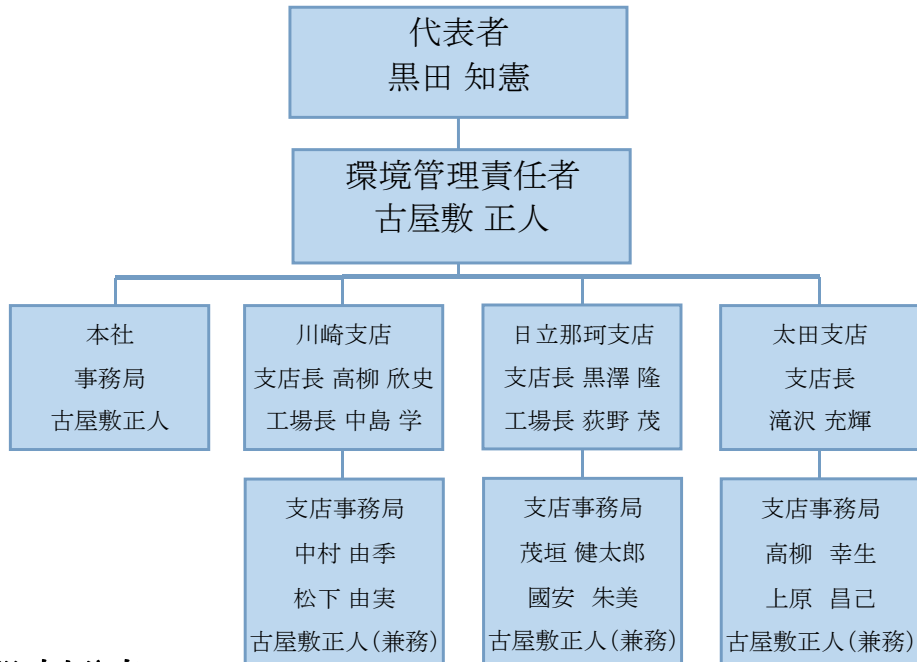 代表者
黒田 知憲
環境管理責任者
古屋敷 正人
本社
事務局
古屋敷正人
川崎支店
支店長 高柳 欣史
工場長 中島 学
日立那珂支店
支店長 黒澤 隆
工場長 荻野 茂
太田支店
支店長
滝沢 充輝
支店事務局
中村 由季
松下 由実
古屋敷正人(兼務)
支店事務局
茂垣 健太郎
國安 朱美
古屋敷正人(兼務)
支店事務局
高柳 幸生
上原 昌己
古屋敷正人(兼務)